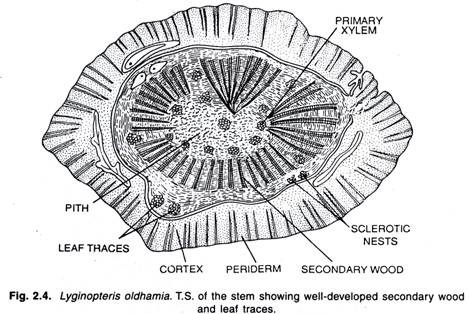 PRIMARY
XYLEM
PITH
LEAF TRACES
SCLEROTIC
NESTS
CORTEX PERIDERM SECONDARY WOOD
Fig. 2.4. Lyginopteris oldhamia. T.S. of the stem showing well-developed secondary wood
and leaf traces.